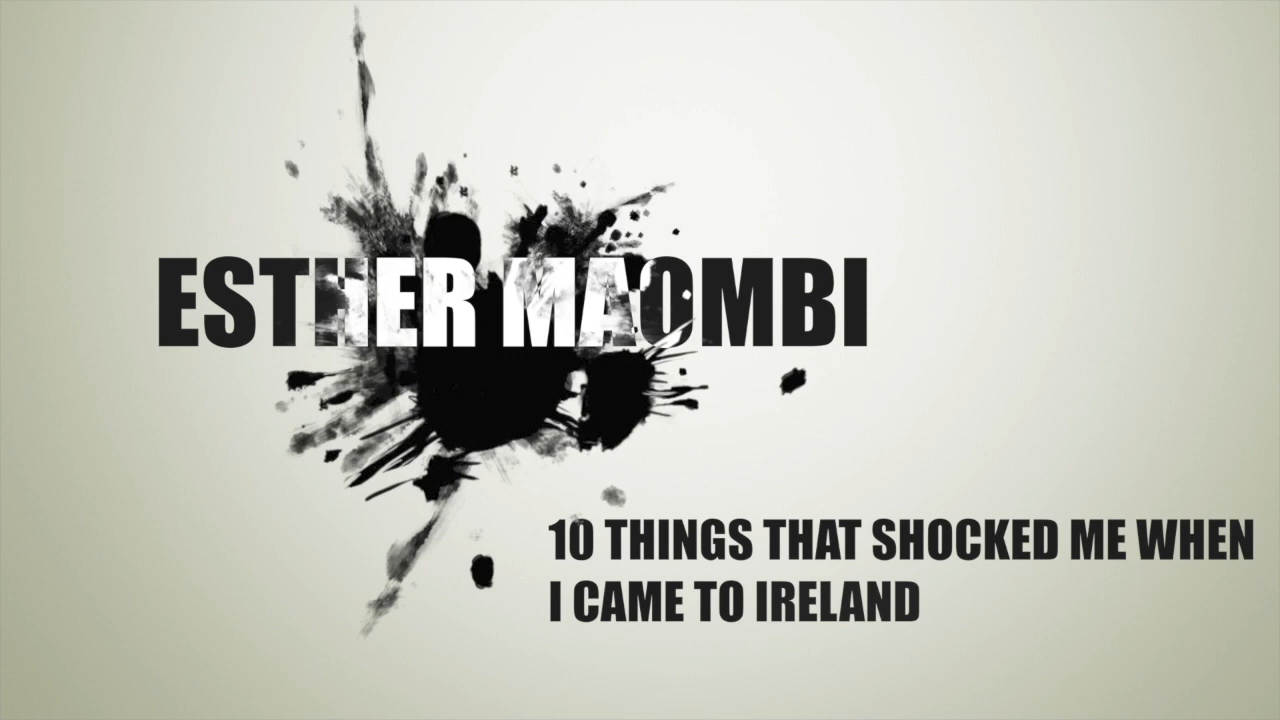 ESTHER MAOMBI
10 THINGS THAT SHOCKED ME WHEN
I CAME TO IRELAND